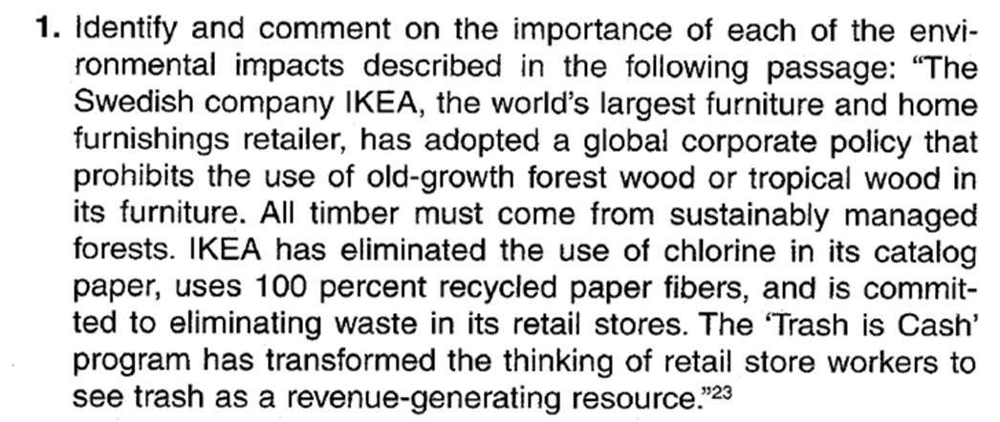 1. Identify and comment on the importance of each of the envi-
ronmental impacts described in the following passage: “The
Swedish company IKEA, the world’s largest furniture and home
furnishings retailer, has adopted a global corporate policy that
prohibits the use of old-growth forest wood or tropical wood in
its furniture. All timber must come from sustainably managed
forests. IKEA has eliminated the use of chlorine in its catalog
paper, uses 100 percent recycled paper fibers, and is commit-
ted to eliminating waste in its retail stores. The ‘Trash is Cash’
program has transformed the thinking of retail store workers to
see trash as a revenue-generating resource.”23